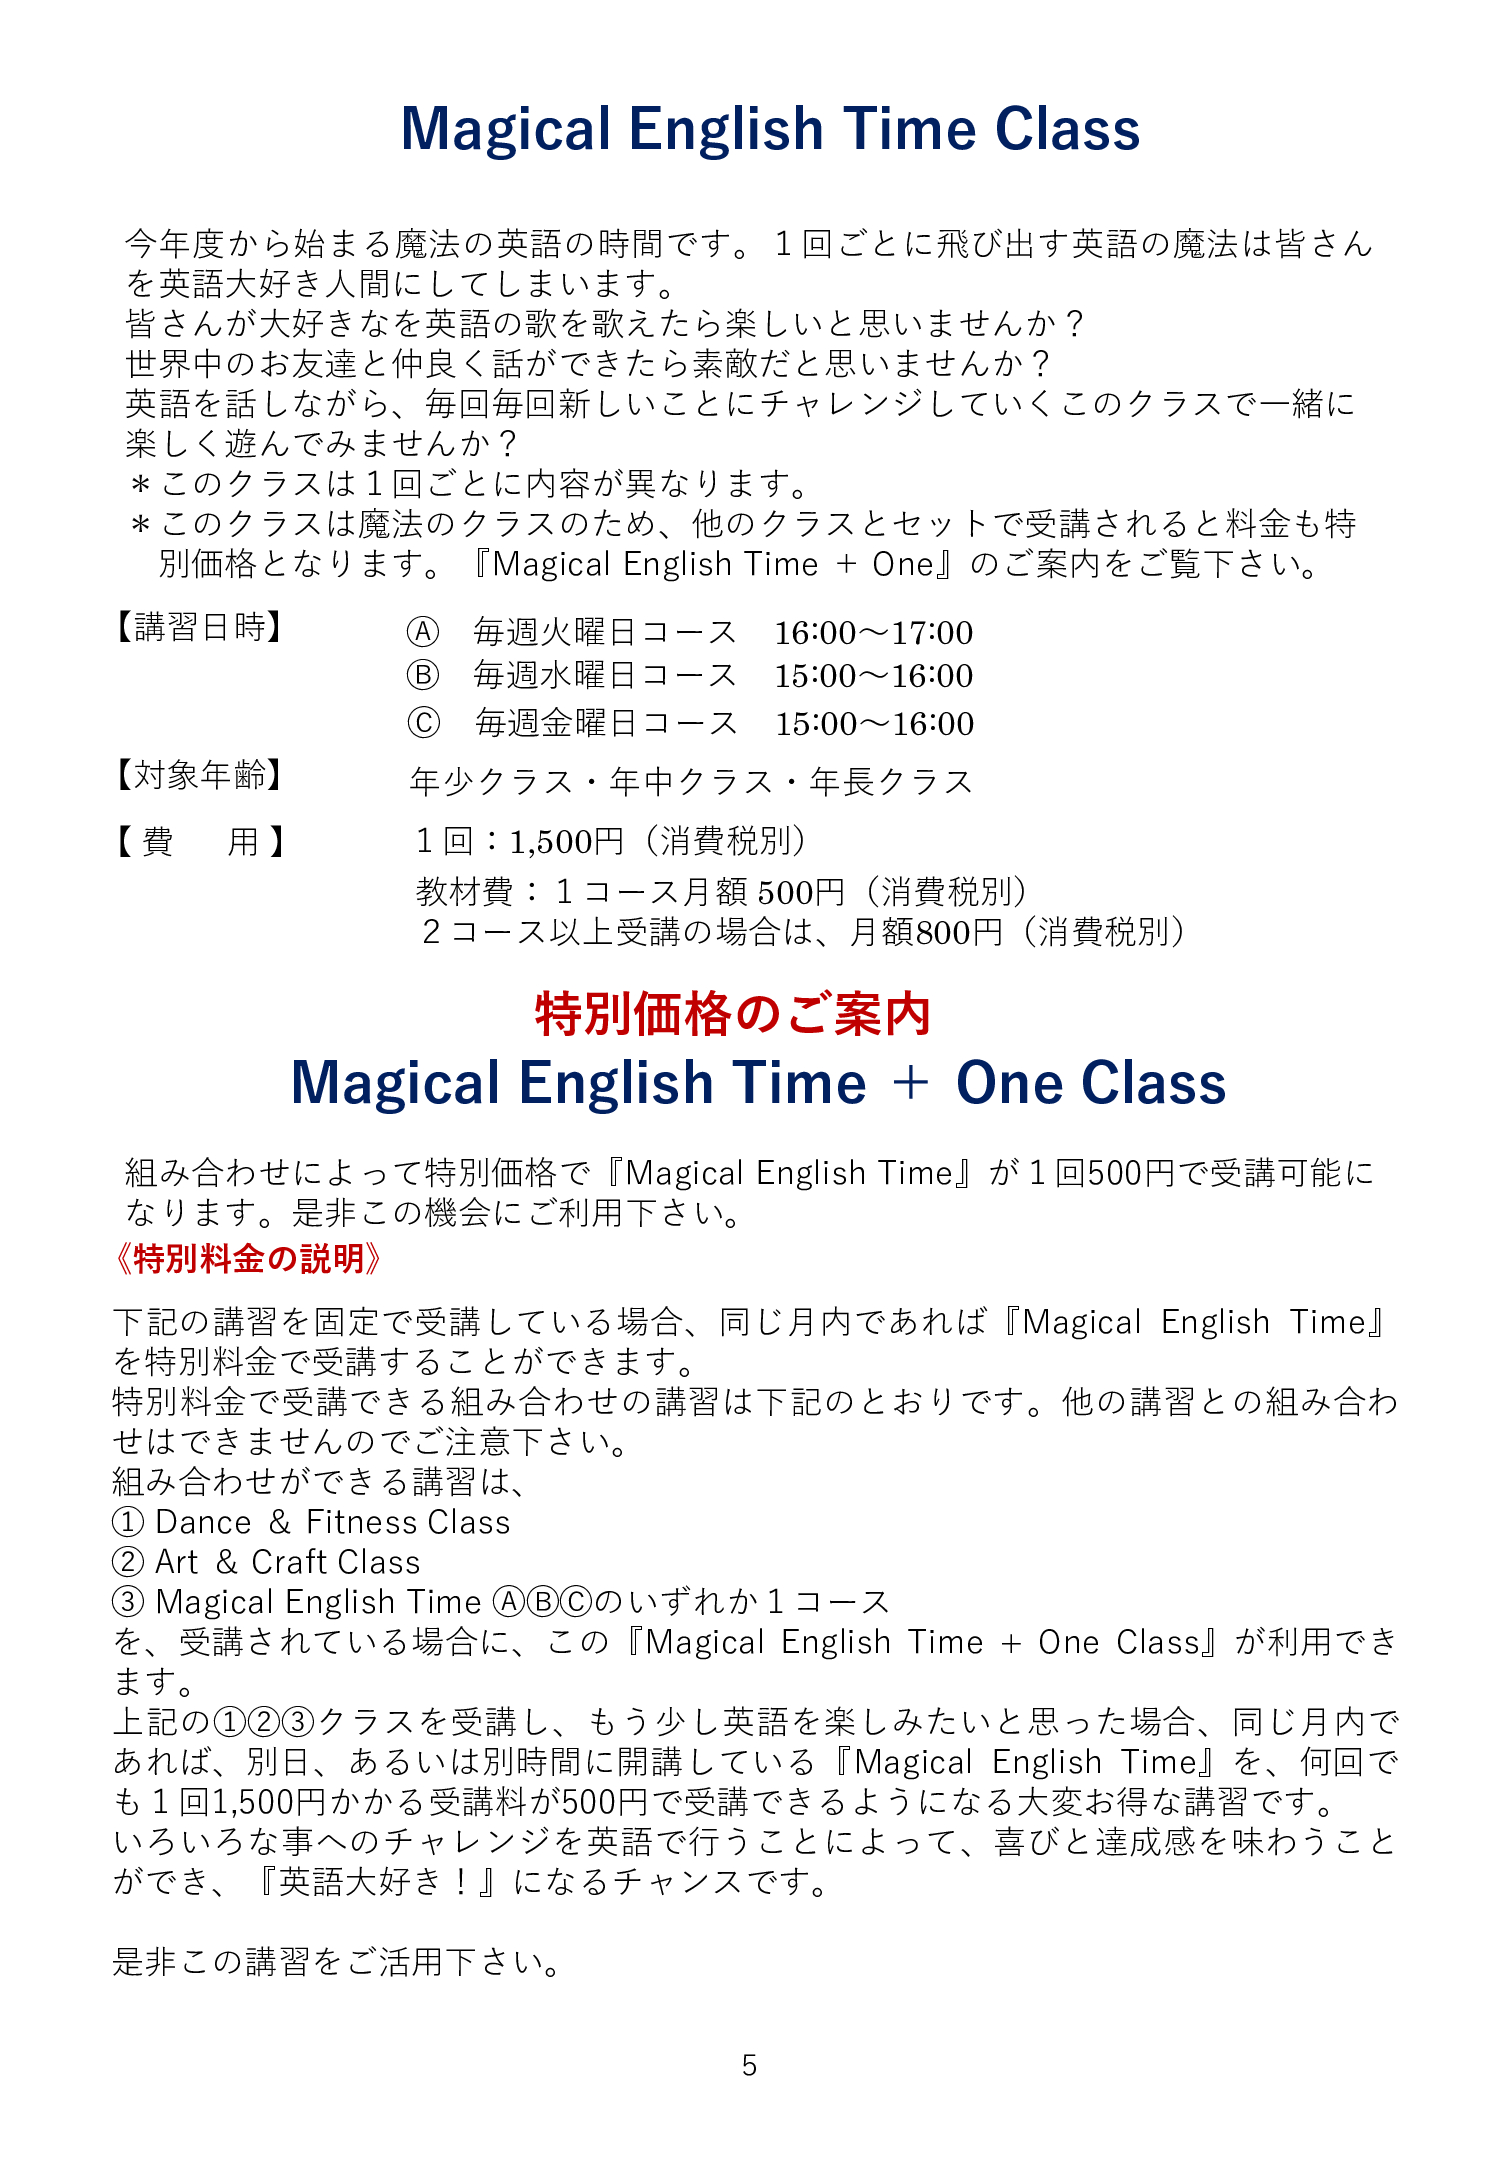 Magical English Time Class
今年度から始まる魔法の英語の時間です。１回ごとに飛び出す英語の魔法は皆さん
を英語大好き人間にしてしまいます。
皆さんが大好きなを英語の歌を歌えたら楽しいと思いませんか？
世界中のお友達と仲良く話ができたら素敵だと思いませんか？
英語を話しながら、毎回毎回新しいことにチャレンジしていくこのクラスで一緒に
楽しく遊んでみませんか？
＊このクラスは１回ごとに内容が異なります。
＊このクラスは魔法のクラスのため、他のクラスとセットで受講されると料金も特
別価格となります。『Magical English Time ＋ One』のご案内をご覧下さい。
【講習日時】 Ⓐ 毎週火曜日コース 16:00～17:00
Ⓑ 毎週水曜日コース 15:00～16:00
Ⓒ 毎週金曜日コース 15:00～16:00
【対象年齢】 年少クラス・年中クラス・年長クラス
【費　用】 １回：1,500円（消費税別）
教材費：１コース月額 500円（消費税別）
２コース以上受講の場合は、月額800円（消費税別）
特別価格のご案内
Magical English Time ＋ One Class
組み合わせによって特別価格で『Magical English Time』が１回500円で受講可能に
なります。是非この機会にご利用下さい。
《特別料金の説明》
下記の講習を固定で受講している場合、同じ月内であれば『Magical English Time』
を特別料金で受講することができます。
特別料金で受講できる組み合わせの講習は下記のとおりです。他の講習との組み合わ
せはできませんのでご注意下さい。
組み合わせができる講習は、
① Dance ＆ Fitness Class
② Art ＆ Craft Class
③ Magical English Time ⒶⒷⒸのいずれか１コース
を、受講されている場合に、この『Magical English Time ＋ One Class』が利用でき
ます。
上記の①②③クラスを受講し、もう少し英語を楽しみたいと思った場合、同じ月内で
あれば、別日、あるいは別時間に開講している『Magical English Time』を、何回で
も１回1,500円かかる受講料が500円で受講できるようになる大変お得な講習です。
いろいろな事へのチャレンジを英語で行うことによって、喜びと達成感を味わうこと
ができ、『英語大好き！』になるチャンスです。
是非この講習をご活用下さい。
5